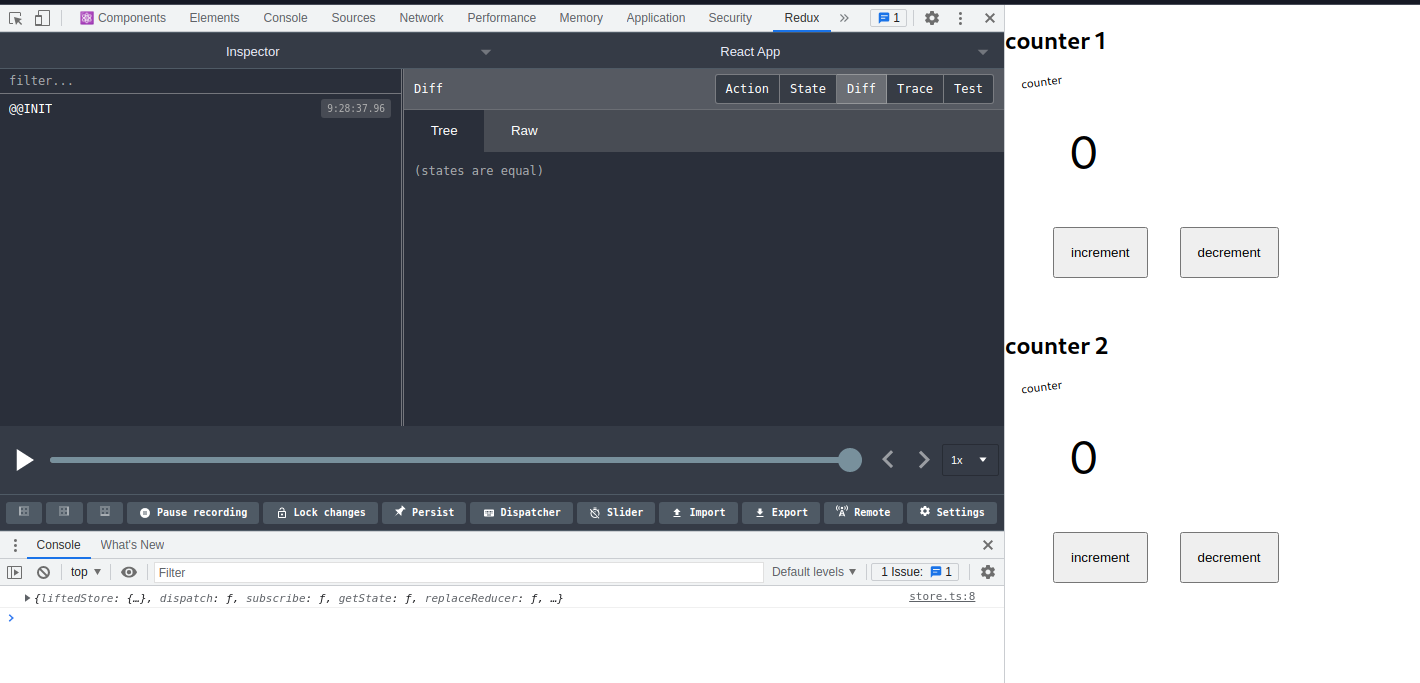 Components Elements Console Sources Network Performance Memory Application Security Redux » 1
Inspector React App
filter...
@@INIT 9:28:37.96
Diff Action State Diff Trace Test
Tree Raw
(states are equal)
1x
Pause recording Lock changes Persist Dispatcher Slider Import Export Remote Settings
Console What's New
top Filter Default levels 1 Issue: 1
{liftedStore: {…}, dispatch: ƒ, subscribe: ƒ, getState: ƒ, replaceReducer: ƒ, …} store.ts:8
counter 1
counter
0
increment decrement
counter 2
counter
0
increment decrement